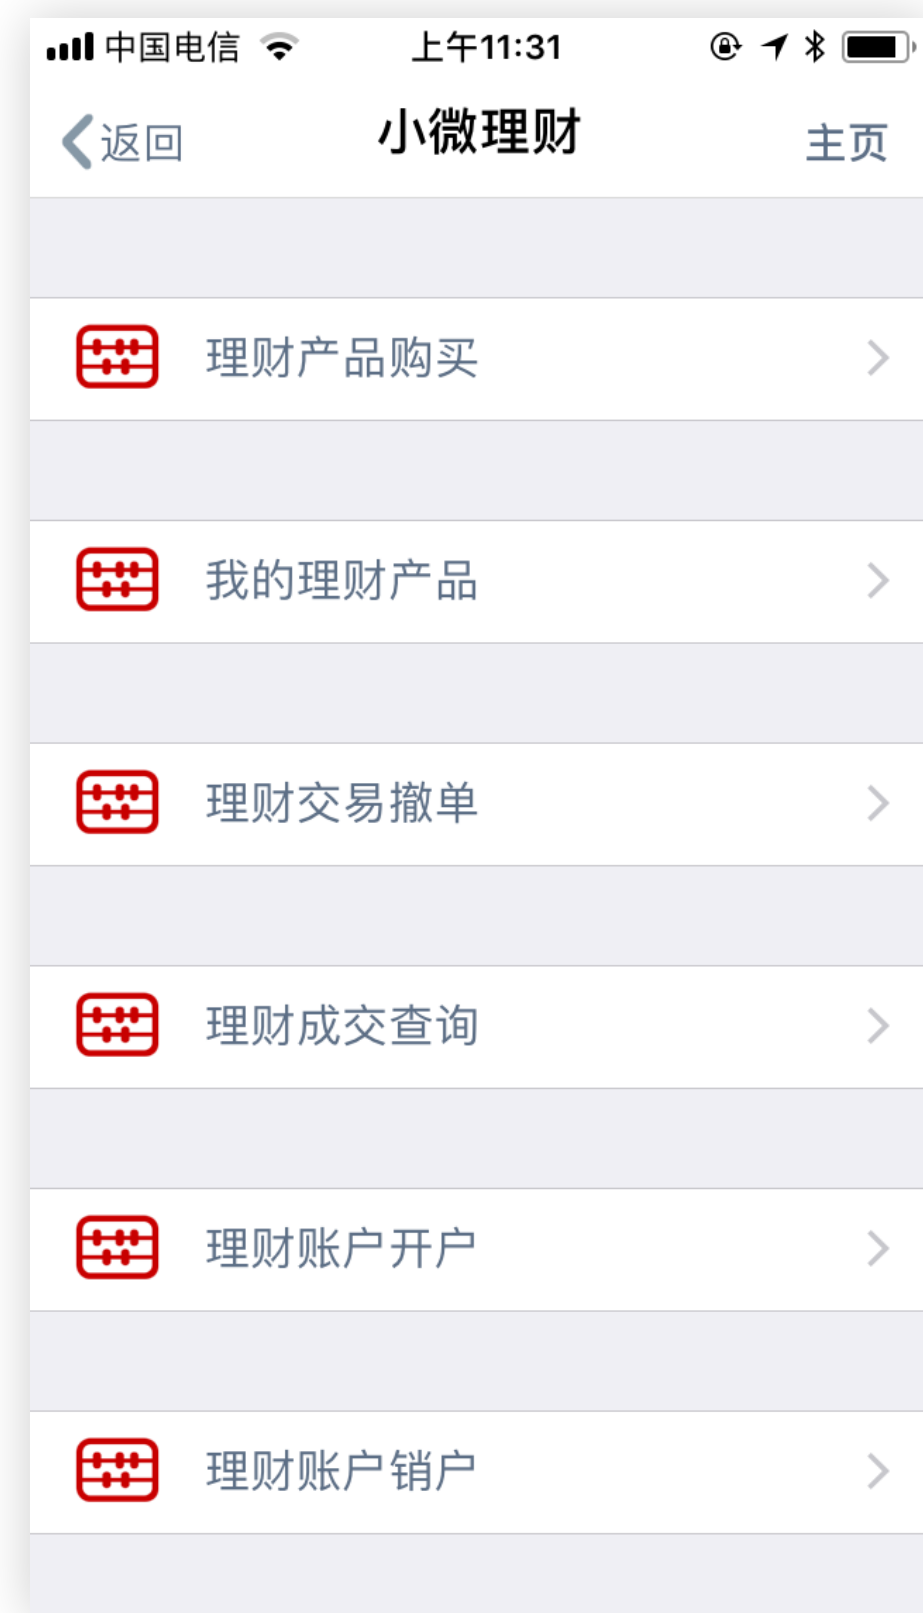 中国电信 上午11:31
返回 小微理财 主页
理财产品购买
我的理财产品
理财交易撤单
理财成交查询
理财账户开户
理财账户销户